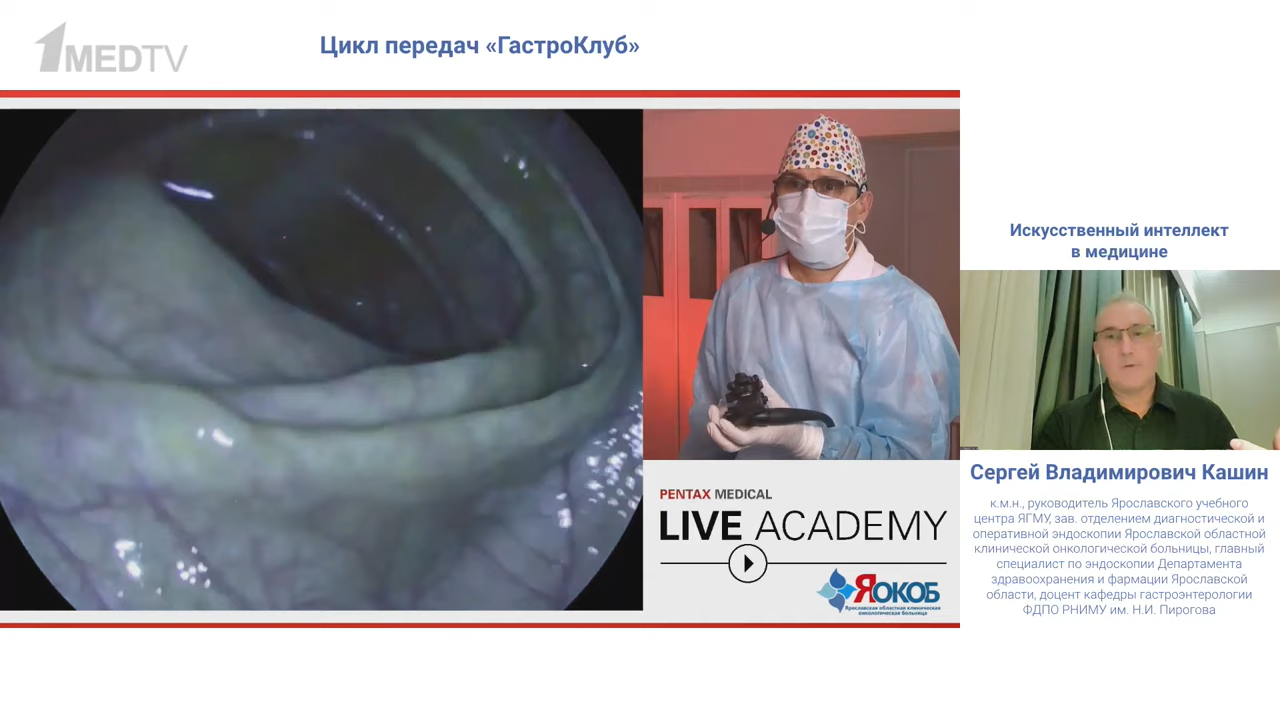 1MEDTV
Цикл передач «ГастроКлуб»
PENTAX MEDICAL
LIVE ACADEMY
ЯОКОБ
Ярославская областная клиническая
онкологическая больница
Искусственный интеллект
в медицине
Сергей Владимирович Кашин
к.м.н., руководитель Ярославского учебного
центра ЯГМУ, зав. отделением диагностической и
оперативной эндоскопии Ярославской областной
клинической онкологической больницы, главный
специалист по эндоскопии Департамента
здравоохранения и фармации Ярославской
области, доцент кафедры гастроэнтерологии
ФДПО РНИМУ им. Н.И. Пирогова